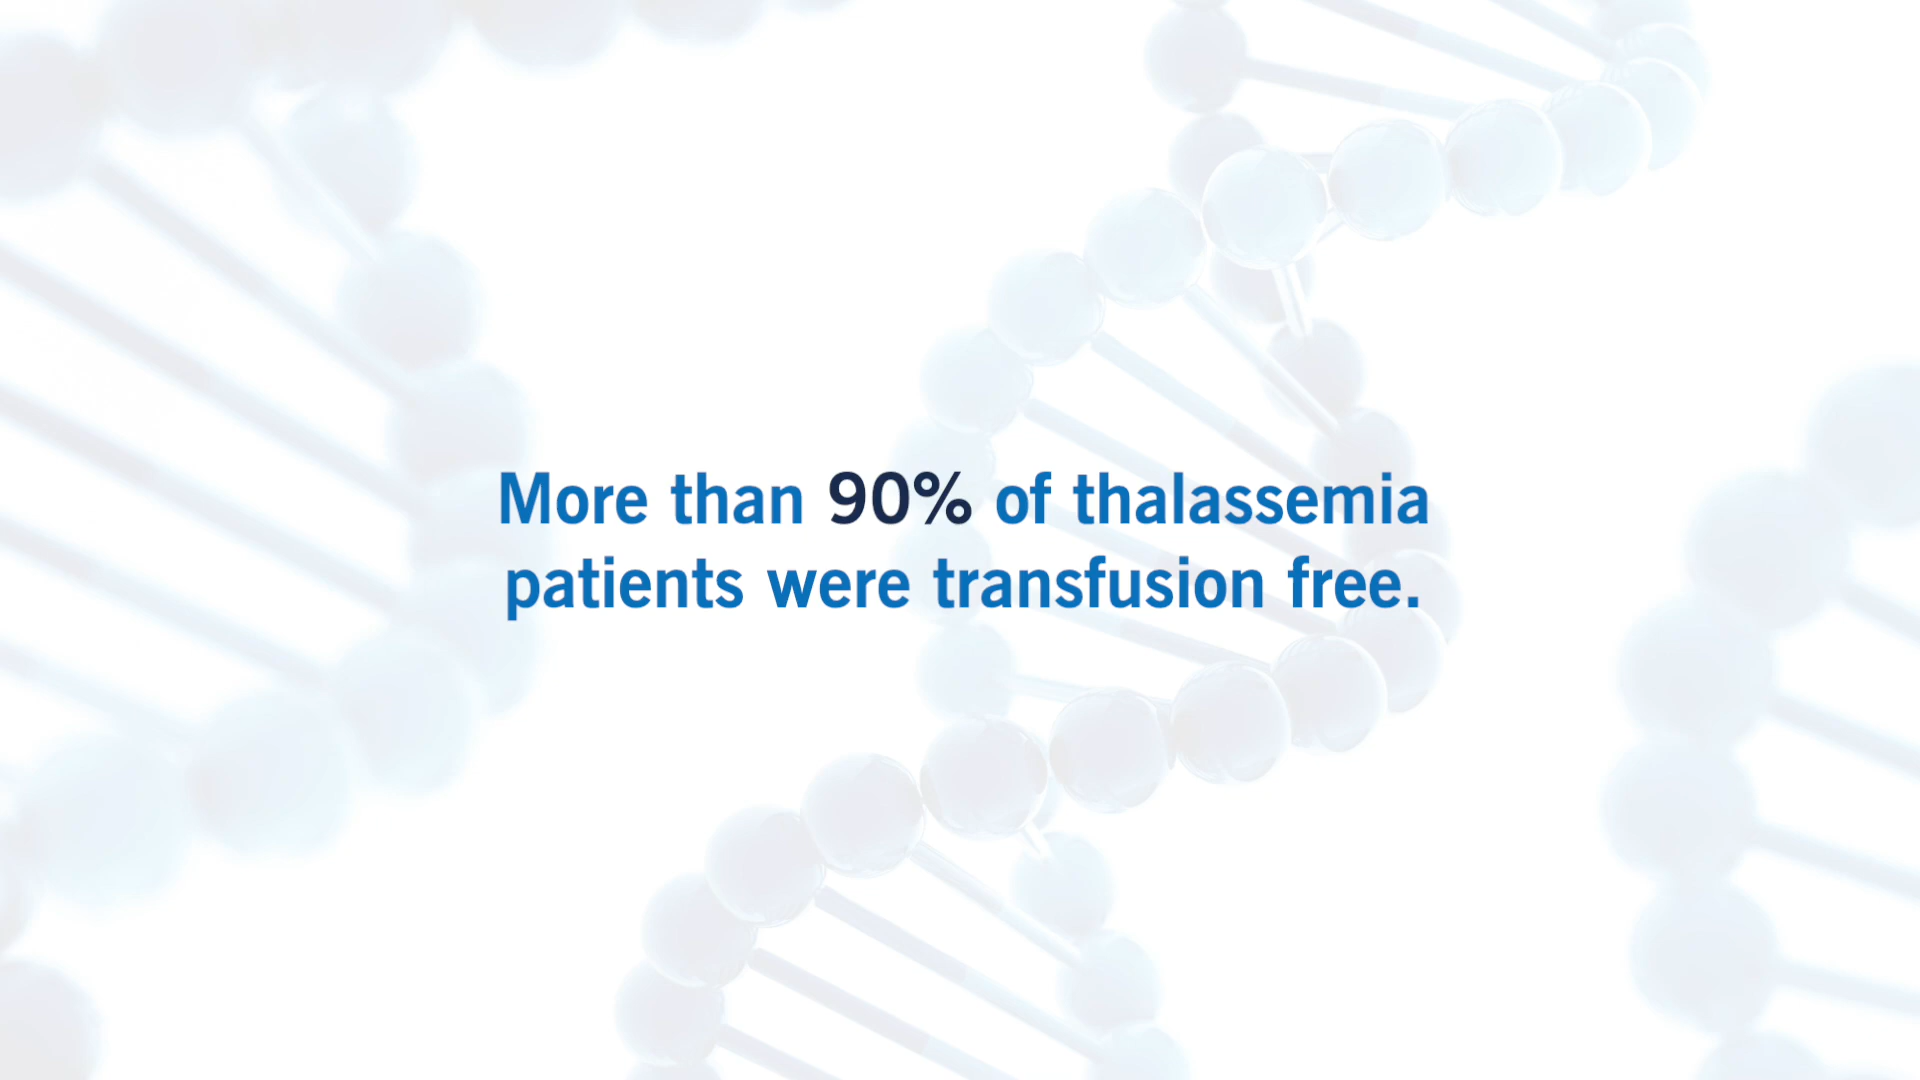 More than 90% of thalassemia
patients were transfusion free.